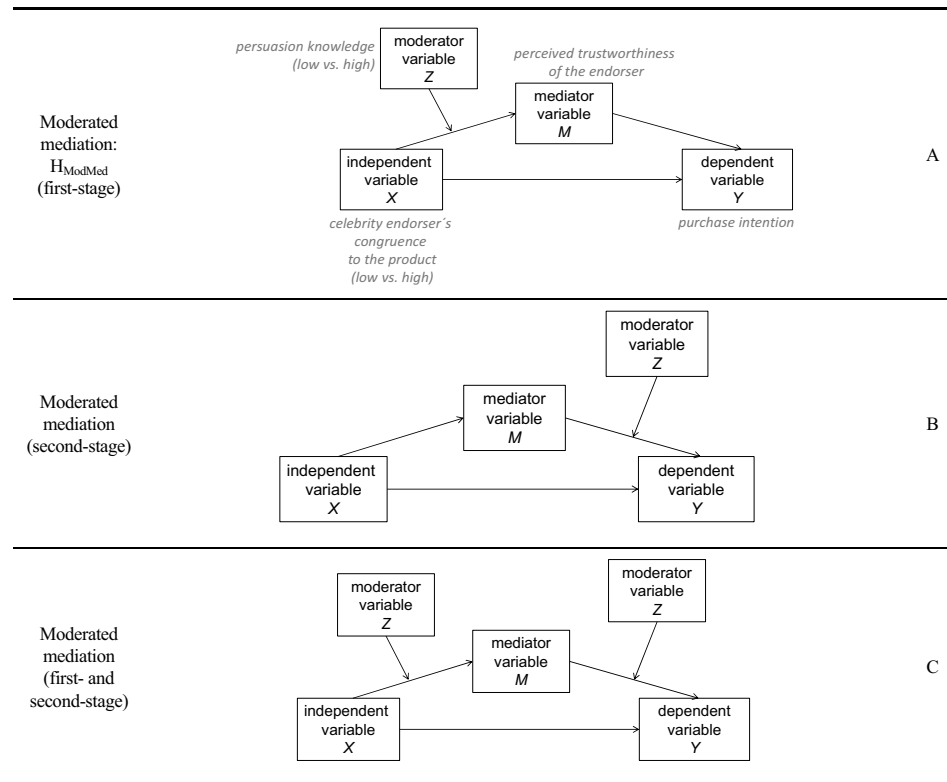 persuasion knowledge
(low vs. high)
moderator
variable
Z
perceived trustworthiness
of the endorser
mediator
variable
M
Moderated
mediation:
H_ModMed
(first-stage)
independent
variable
X
dependent
variable
Y
A
celebrity endorser´s
congruence
to the product
(low vs. high)
purchase intention
moderator
variable
Z
Moderated
mediation
(second-stage)
mediator
variable
M
independent
variable
X
dependent
variable
Y
B
moderator
variable
Z
moderator
variable
Z
Moderated
mediation
(first- and
second-stage)
mediator
variable
M
independent
variable
X
dependent
variable
Y
C